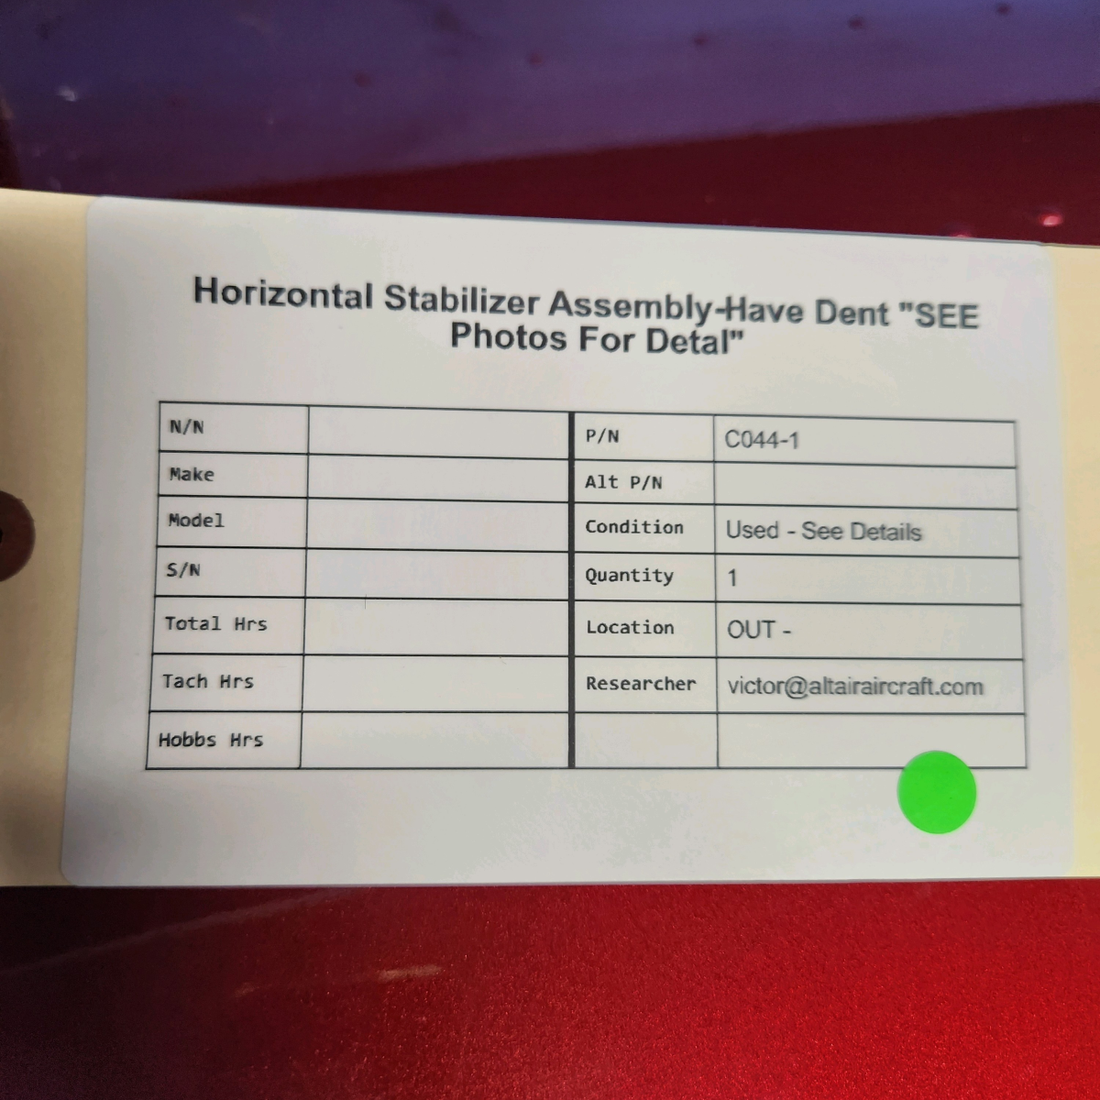 Horizontal Stabilizer Assembly-Have Dent "SEE
Photos For Detal"
N/N
P/N C044-1
Make
Alt P/N
Model
Condition Used - See Details
S/N
Quantity 1
Total Hrs
Location OUT -
Tach Hrs
Researcher victor@altairaircraft.com
Hobbs Hrs